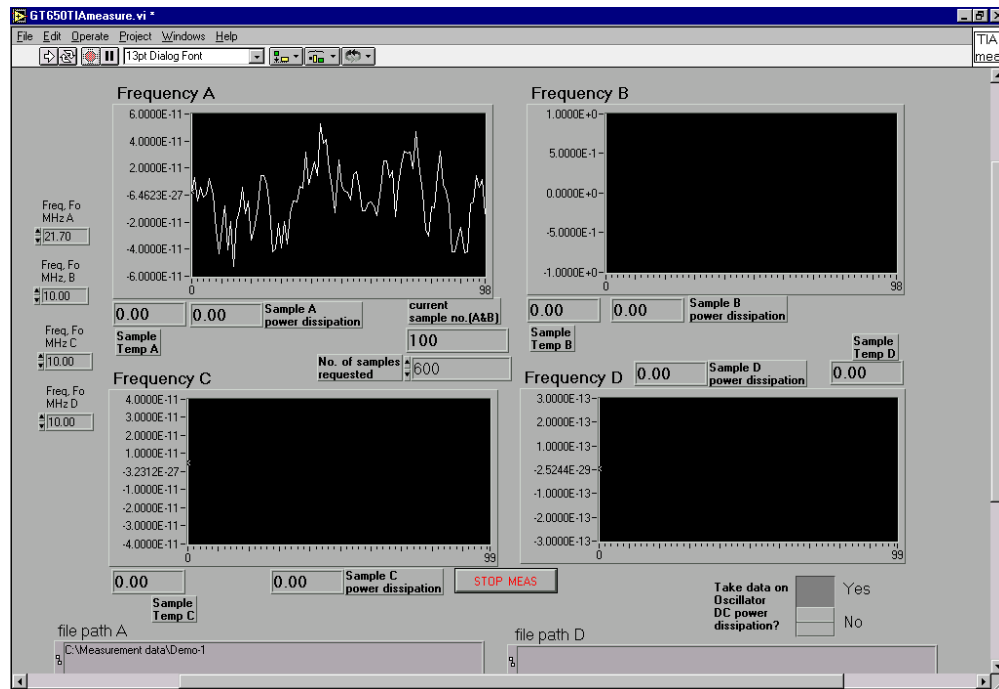 GT650TIAmeasure.vi *
File Edit Operate Project Windows Help
13pt Dialog Font
TIA
mea
Frequency A
6.0000E-11
4.0000E-11
2.0000E-11
-6.4623E-27
-2.0000E-11
-4.0000E-11
-6.0000E-11
0 98
Frequency B
1.0000E+0
5.0000E-1
0.0000E+0
-5.0000E-1
-1.0000E+0
0 98
Freq, Fo
MHz A
21.70
Freq, Fo
MHz, B
10.00
Freq, Fo
MHz C
10.00
Freq, Fo
MHz D
10.00
0.00 0.00 Sample A
power dissipation
Sample
Temp A
current
sample no.(A&B)
100
No. of samples
requested
600
0.00 0.00 Sample B
power dissipation
Sample
Temp B
Sample
Temp D
0.00
Frequency C
4.0000E-11
3.0000E-11
2.0000E-11
1.0000E-11
-3.2312E-27
-1.0000E-11
-2.0000E-11
-3.0000E-11
-4.0000E-11
0 99
Frequency D
0.00 Sample D
power dissipation
3.0000E-13
2.0000E-13
1.0000E-13
-2.5244E-29
-1.0000E-13
-2.0000E-13
-3.0000E-13
0 99
0.00 0.00 Sample C
power dissipation
Sample
Temp C
STOP MEAS
Take data on
Oscillator
DC power
dissipation?
Yes
No
file path A
C:\Measurement data\Demo-1
file path D